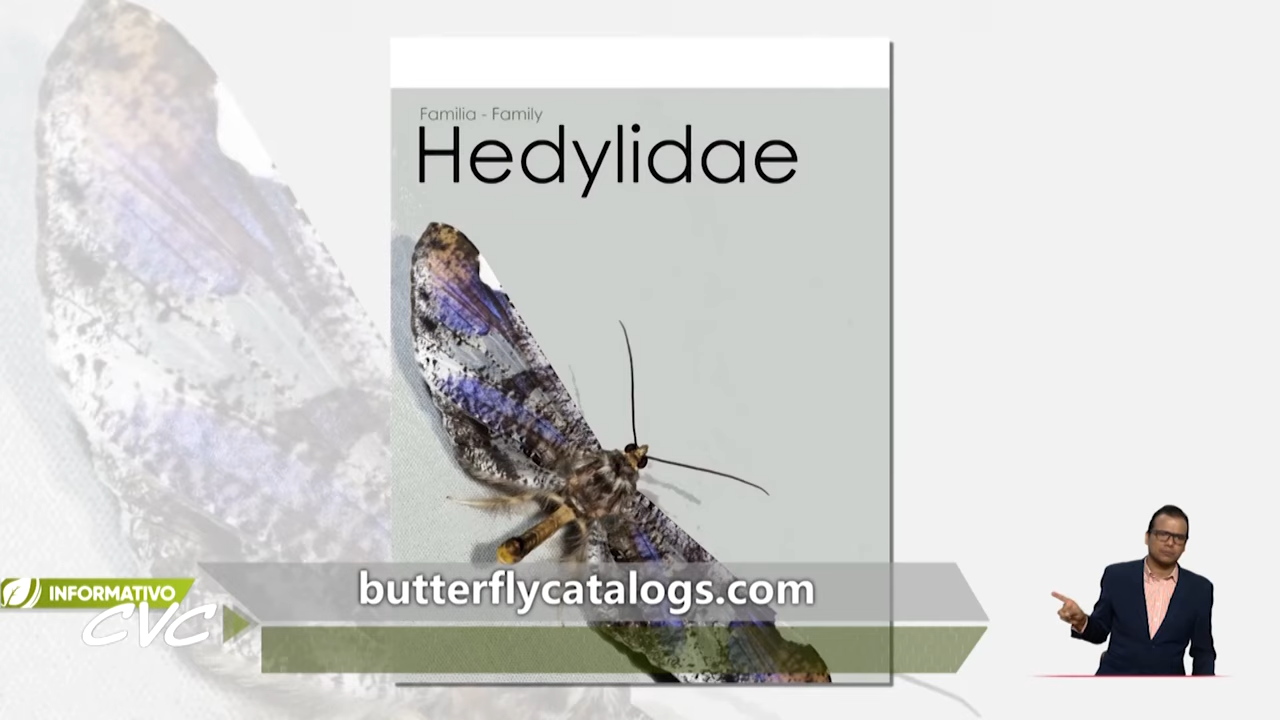 Familia - Family
Hedylidae
butterflycatalogs.com
INFORMATIVO
CVC